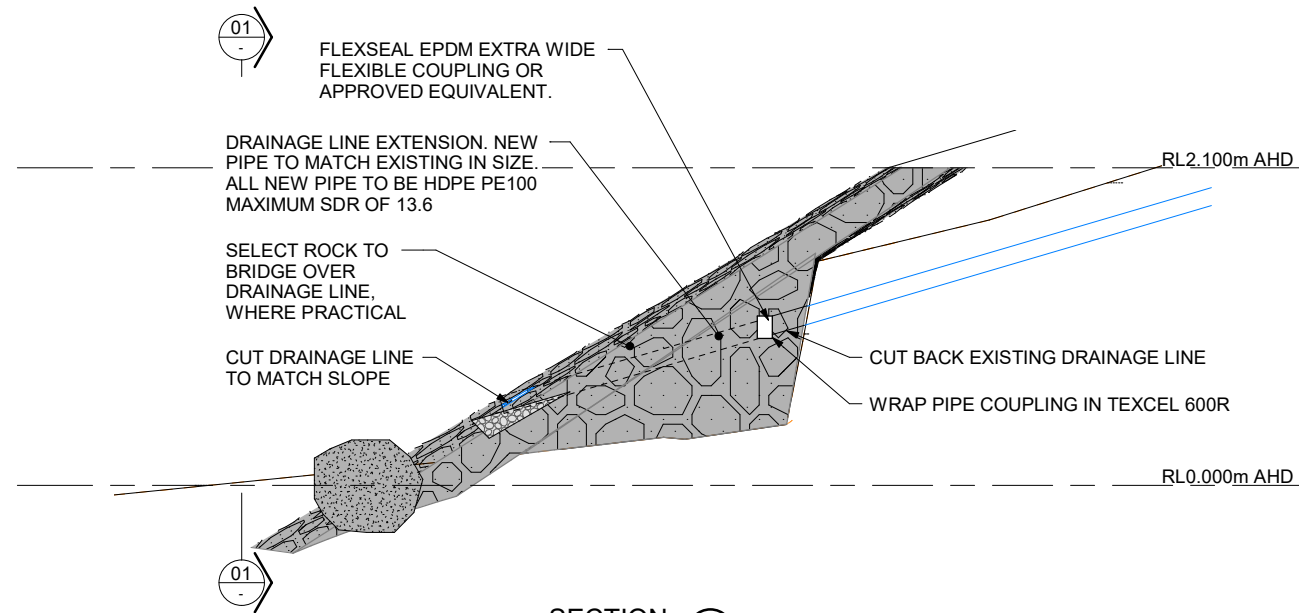 01
-
FLEXSEAL EPDM EXTRA WIDE
FLEXIBLE COUPLING OR
APPROVED EQUIVALENT.
DRAINAGE LINE EXTENSION. NEW
PIPE TO MATCH EXISTING IN SIZE.
ALL NEW PIPE TO BE HDPE PE100
MAXIMUM SDR OF 13.6
RL2.100m AHD
SELECT ROCK TO
BRIDGE OVER
DRAINAGE LINE,
WHERE PRACTICAL
CUT DRAINAGE LINE
TO MATCH SLOPE
CUT BACK EXISTING DRAINAGE LINE
WRAP PIPE COUPLING IN TEXCEL 600R
RL0.000m AHD
01
-
SECTION